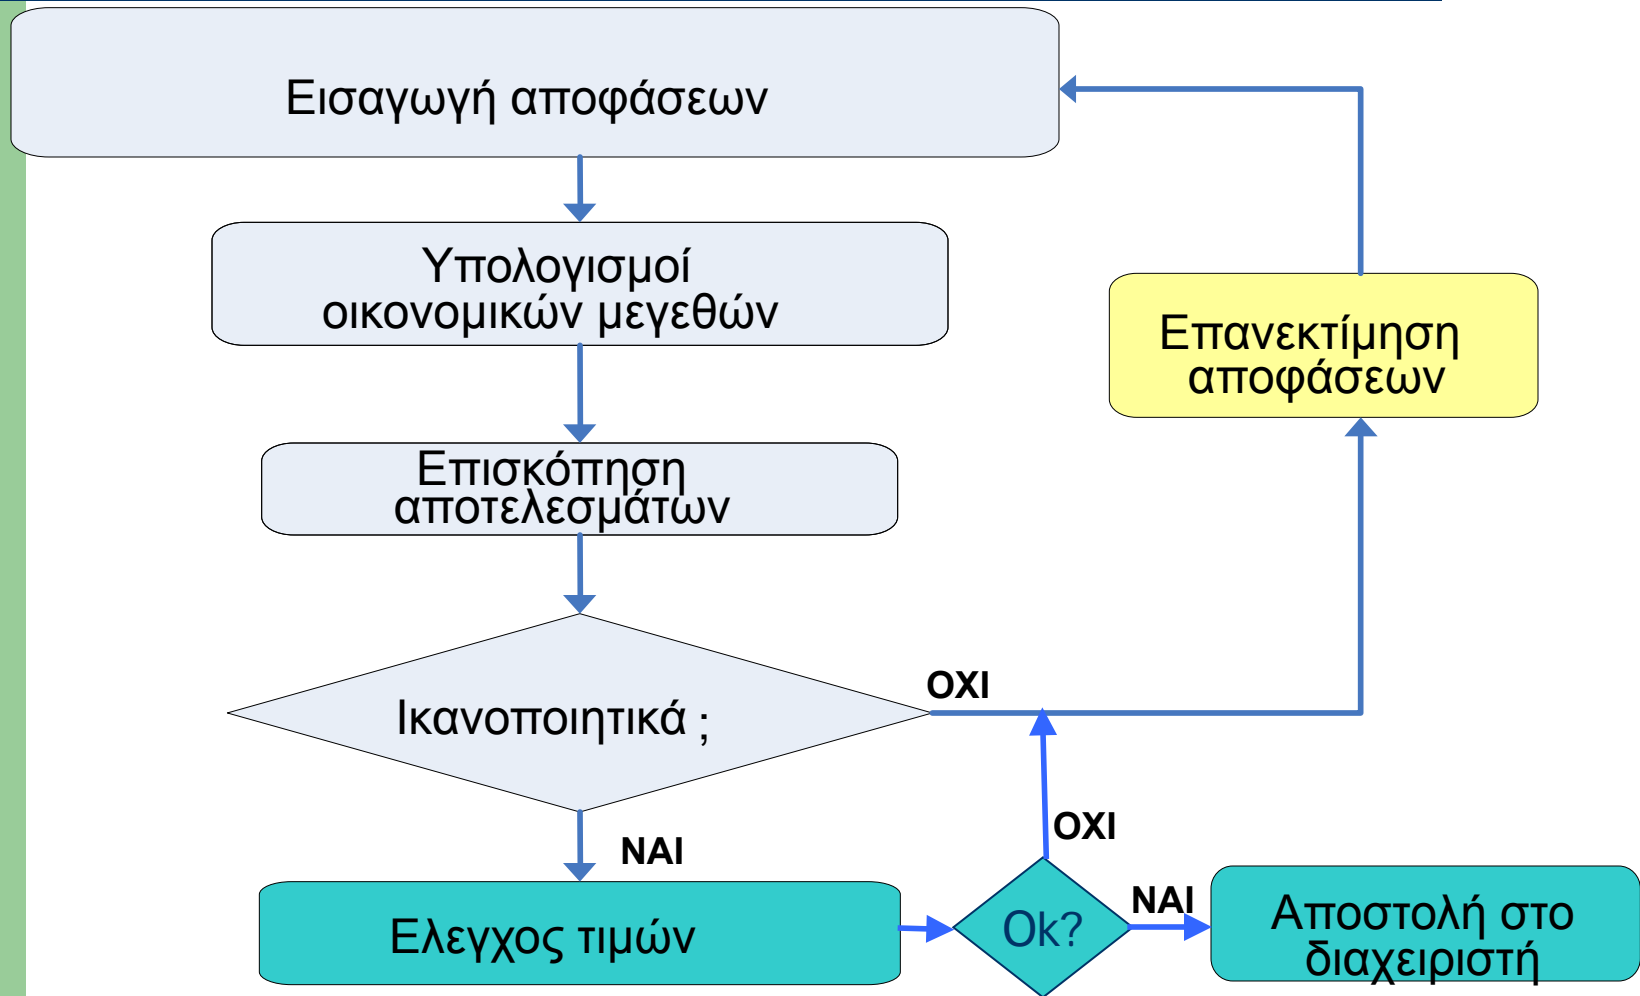 Εισαγωγή αποφάσεων
Υπολογισμοί
οικονομικών μεγεθών
Επανεκτίμηση
αποφάσεων
Επισκόπηση
αποτελεσμάτων
Ικανοποιητικά ;
ΟΧΙ
ΝΑΙ
ΟΧΙ
Ελεγχος τιμών
Ok?
ΝΑΙ
Αποστολή στο
διαχειριστή